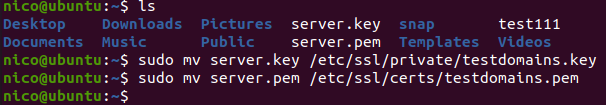 nico@ubuntu:~$ ls
Desktop Downloads Pictures server.key snap test111
Documents Music Public server.pem Templates Videos
nico@ubuntu:~$ sudo mv server.key /etc/ssl/private/testdomains.key
nico@ubuntu:~$ sudo mv server.pem /etc/ssl/certs/testdomains.pem
nico@ubuntu:~$